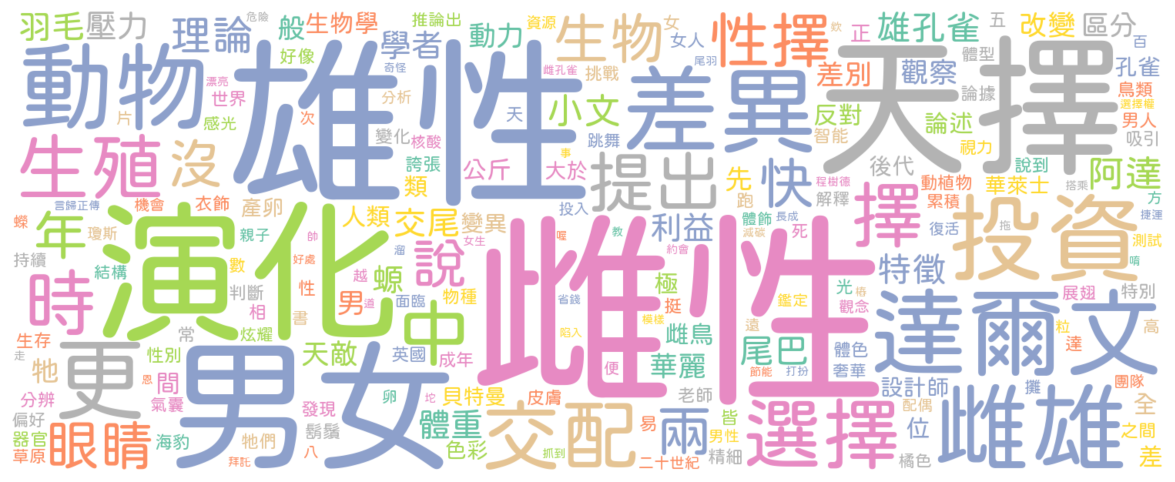 羽毛 壓力 理論 般 生物學 推論出 危險 學者 好像 奇怪 動力 資源 生物 女 女人 尾羽 性擇 欸 正 雄孔雀 五 改變 區分 百
動物 雄性 差異 天擇
漂亮 世界 片 感光 次 分析 變化 核酸 誇張 雌孔雀 挑戰 天 小文 跳舞 差別 觀察 反對 智能 體型 論據 論述 視力 孔雀 鳥類 選擇權 男人 吸引
生殖 沒 類 公斤 大於 事 提出 先 跑 快 程樹德 解釋 後代 動植物 累積 華萊士 說到 搭乘 阿達
言歸正傳 機會 衣飾 產卵 人類 交尾 變異 投入 利益 體飾 長成 減碳 死 擇 復活 投資 方 捷運
蠑 年 瓊斯 親子 演化 帥 溜 女生 喔 教 約會 雌性 測試 啃
持續 時 結構 數 好處 越 螈 說 物種 極 光 鑑定 梧 觀念 特徵 展翅 特別
判斷 相 性 書 男 道 面臨 中 省錢 模樣 陷入 挺 雌鳥 遠 粒 達 高
生存 走 常 炫耀 天敵 英國 成年 便 華麗 尾巴 節能 打扮 體色 奢華 達爾文
牠 更 性別 恩 間 男女 卵 坨 貝特曼 皮膚 老師 設計師 攤 團隊
分辨 偏好 氣囊 發現 鬍鬚 體重 交配 易 兩 皆 男性 選擇 配偶 位 雌雄 全 之間
器官 草原 眼睛 海豹 牠們 拜託 八 色彩 抓到 二十世紀 精細 橘色 差